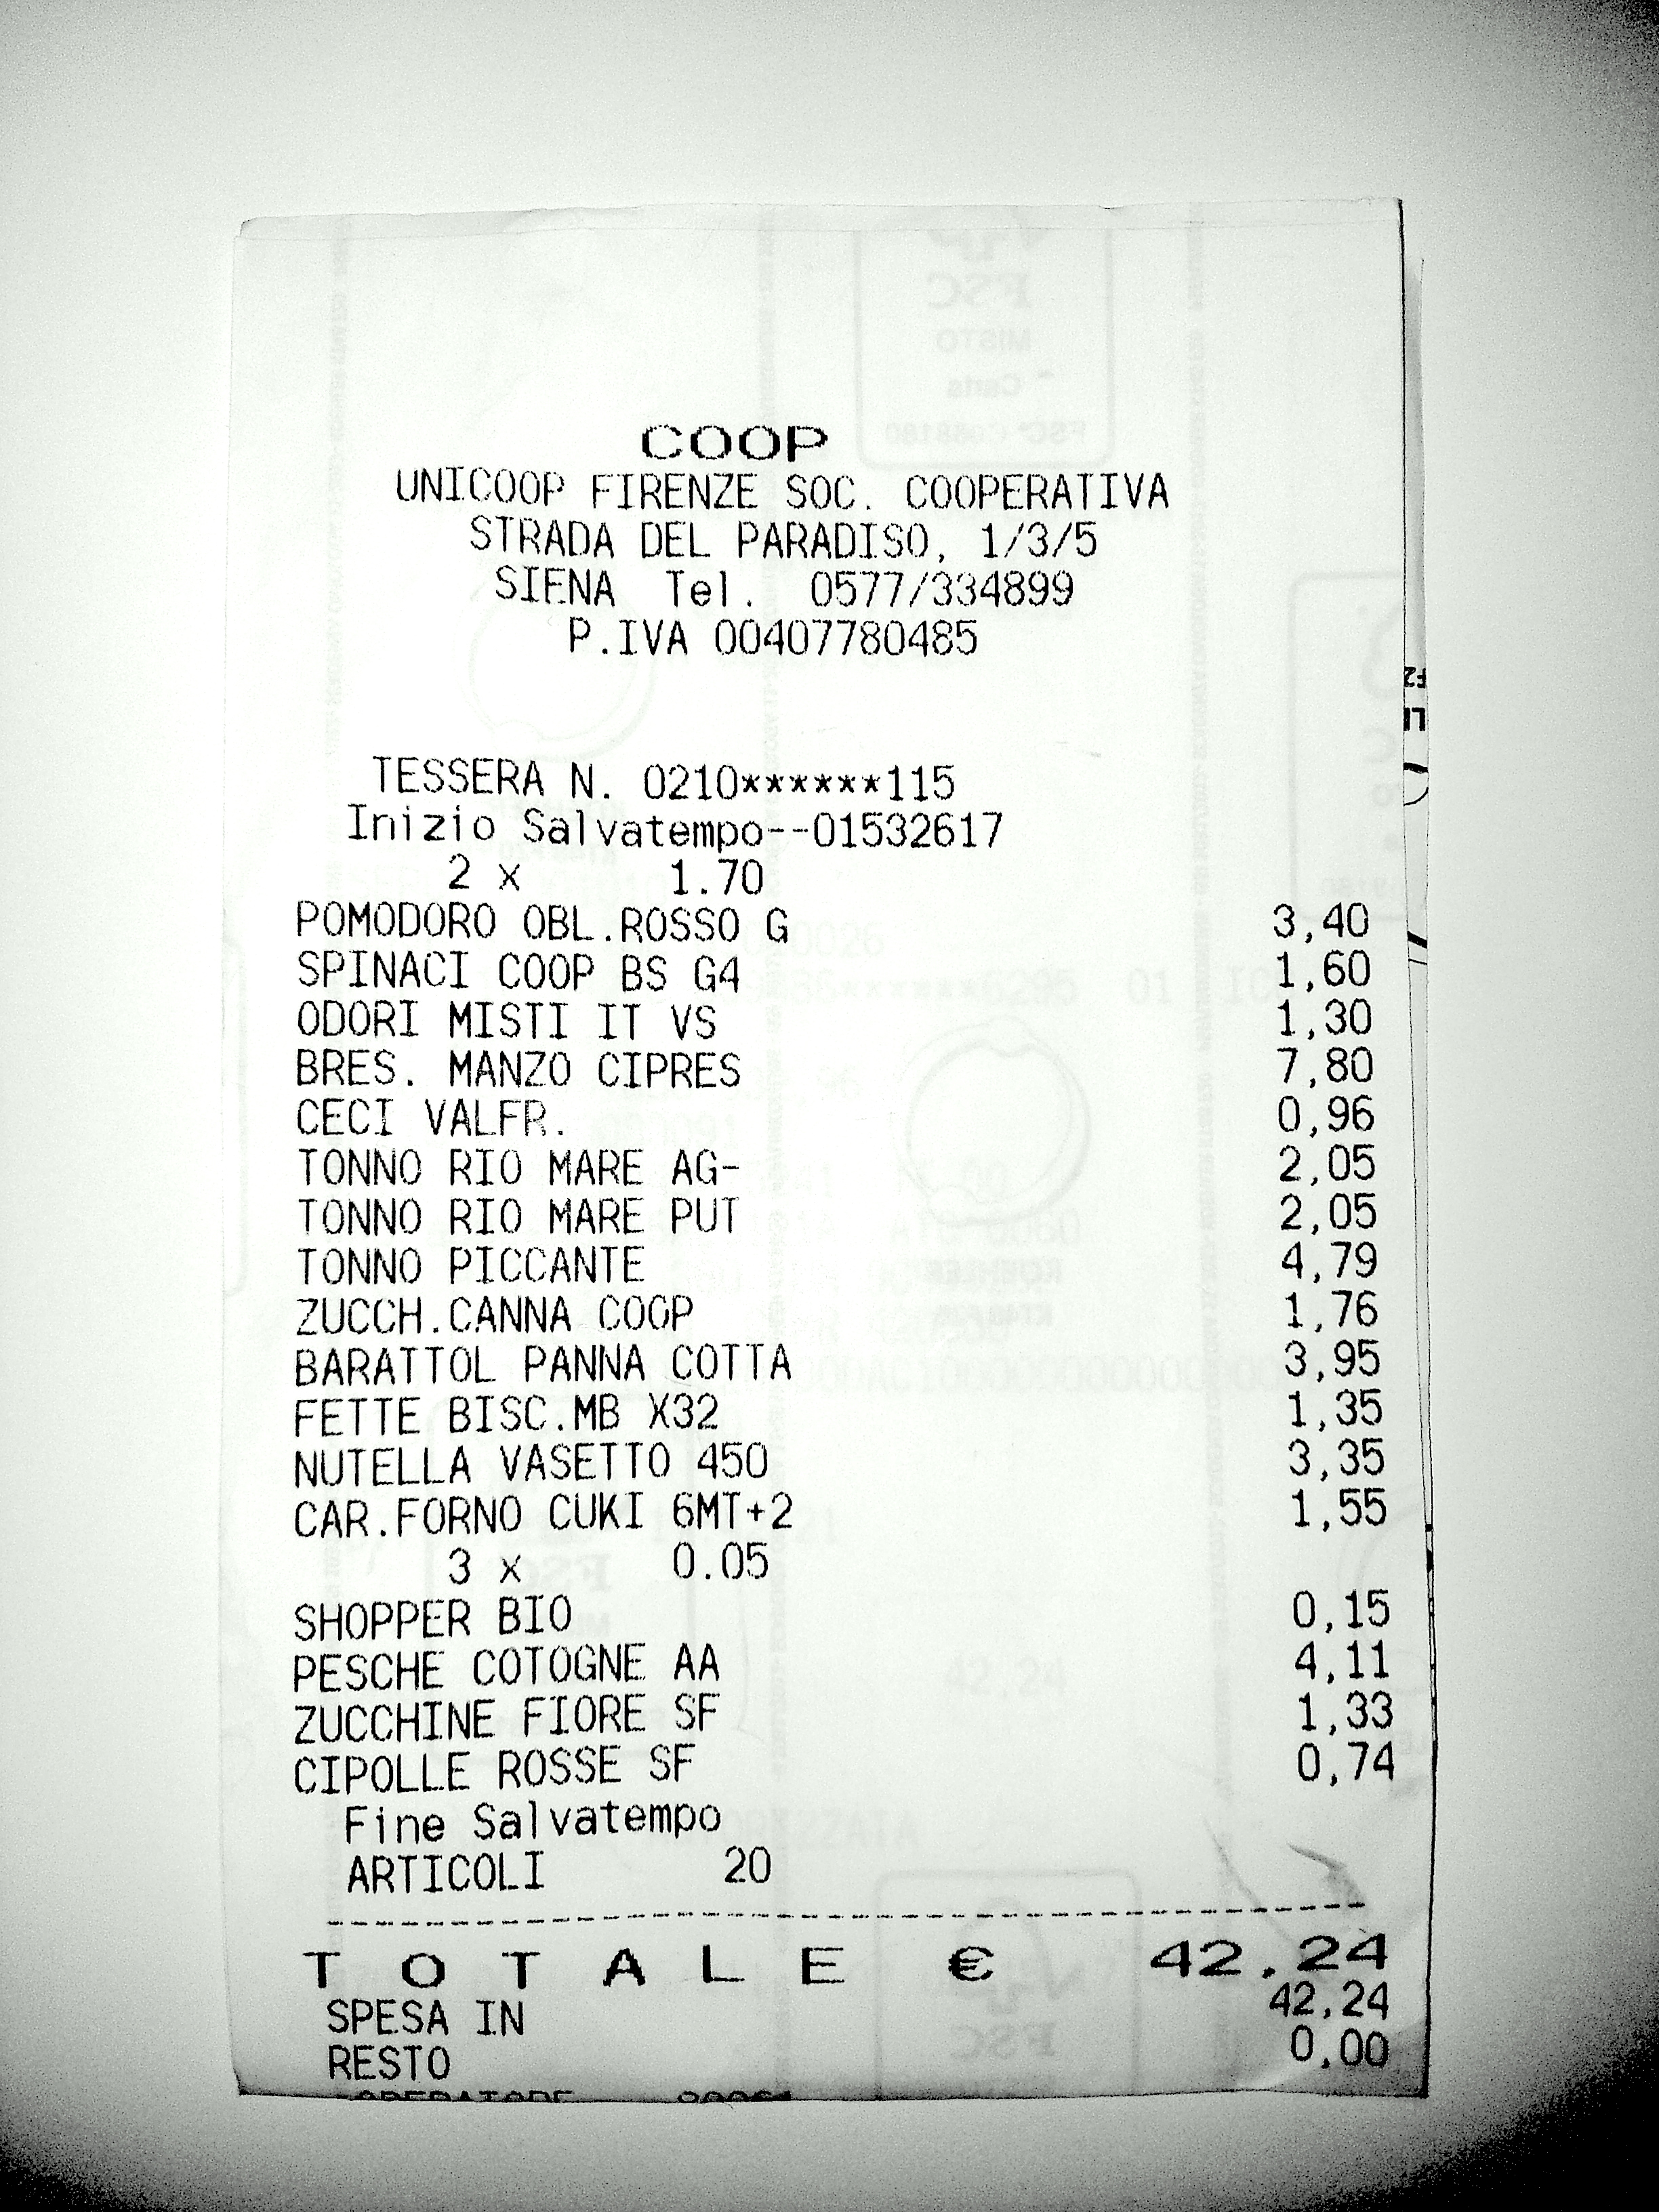 COOP
UNICOOP FIRENZE SOC. COOPERATIVA
STRADA DEL PARADISO, 1/3/5
SIENA Tel. 0577/334899
P.IVA 00407780485
TESSERA N. 0210******115
Inizio Salvatempo--01532617
2 x 1.70
POMODORO OBL.ROSSO G 3,40
SPINACI COOP BS G4 1,60
ODORI MISTI IT VS 1,30
BRES. MANZO CIPRES 7,80
CECI VALFR. 0,96
TONNO RIO MARE AG- 2,05
TONNO RIO MARE PUT 2,05
TONNO PICCANTE 4,79
ZUCCH.CANNA COOP 1,76
BARATTOL PANNA COTTA 3,95
FETTE BISC.MB X32 1,35
NUTELLA VASETTO 450 3,35
CAR.FORNO CUKI 6MT+2 1,55
3 x 0.05
SHOPPER BIO 0,15
PESCHE COTOGNE AA 4,11
ZUCCHINE FIORE SF 1,33
CIPOLLE ROSSE SF 0,74
Fine Salvatempo
ARTICOLI 20
TOTALE € 42.24
SPESA IN 42,24
RESTO 0,00